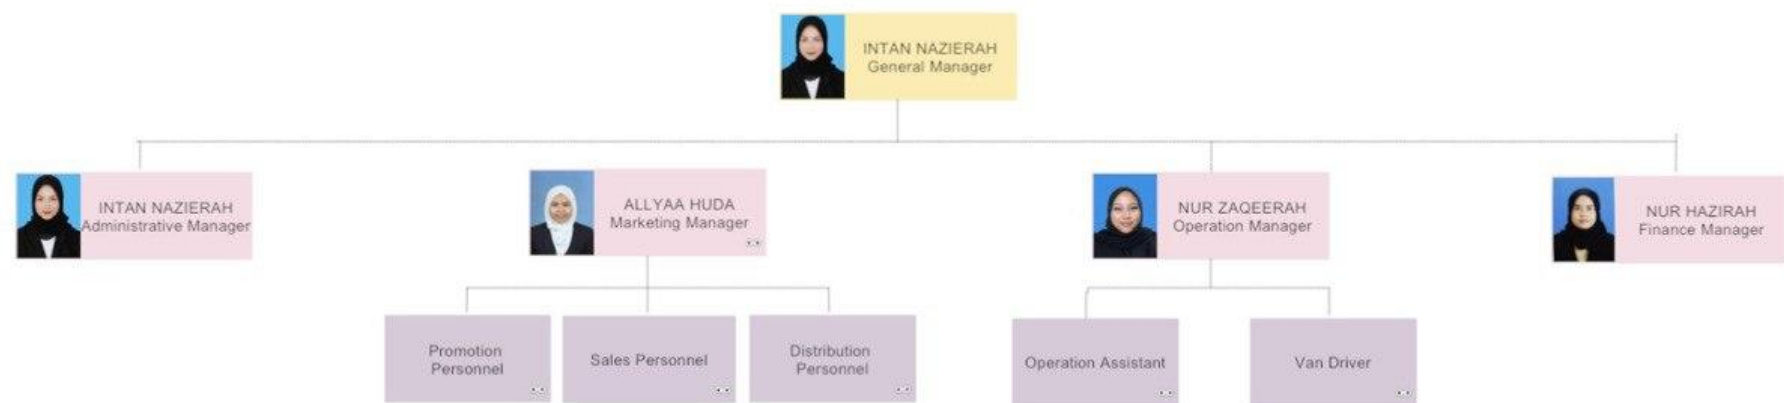 INTAN NAZIERAH
General Manager
INTAN NAZIERAH
Administrative Manager
ALLYAA HUDA
Marketing Manager
NUR ZAQEERAH
Operation Manager
NUR HAZIRAH
Finance Manager
Promotion
Personnel
Sales Personnel
Distribution
Personnel
Operation Assistant
Van Driver